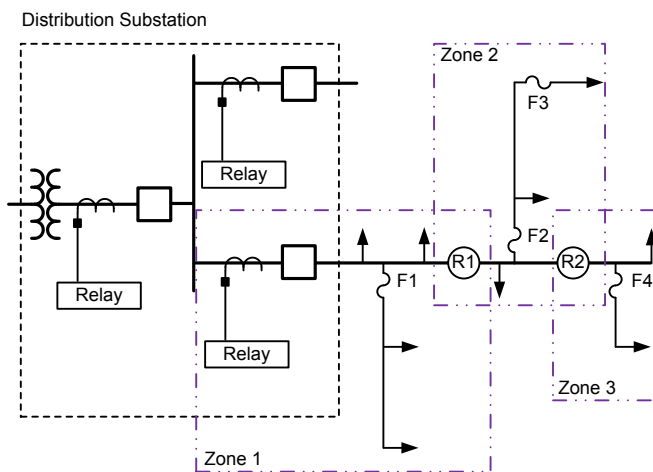 Distribution Substation
Zone 2
F3
Relay
Relay
F1
R1
F2
R2
F4
Relay
Zone 3
Zone 1